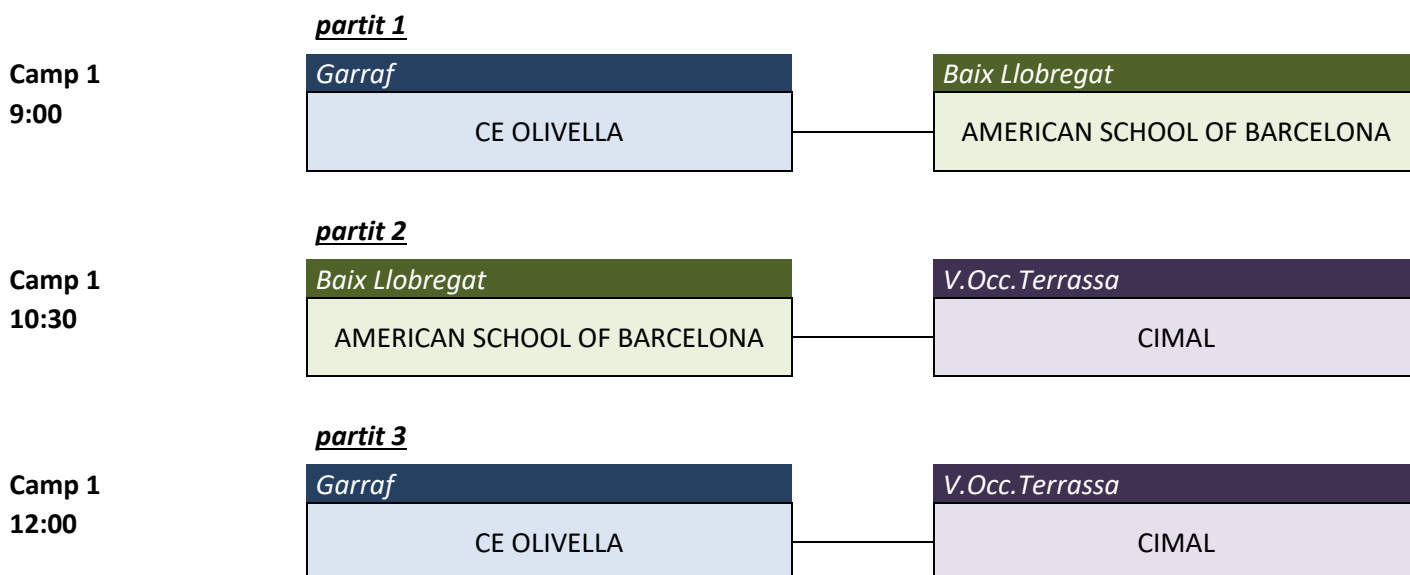 partit 1
Camp 1
9:00
Garraf
Baix Llobregat
CE OLIVELLA
AMERICAN SCHOOL OF BARCELONA
partit 2
Camp 1
10:30
Baix Llobregat
V.Occ.Terrassa
AMERICAN SCHOOL OF BARCELONA
CIMAL
partit 3
Camp 1
12:00
Garraf
V.Occ.Terrassa
CE OLIVELLA
CIMAL